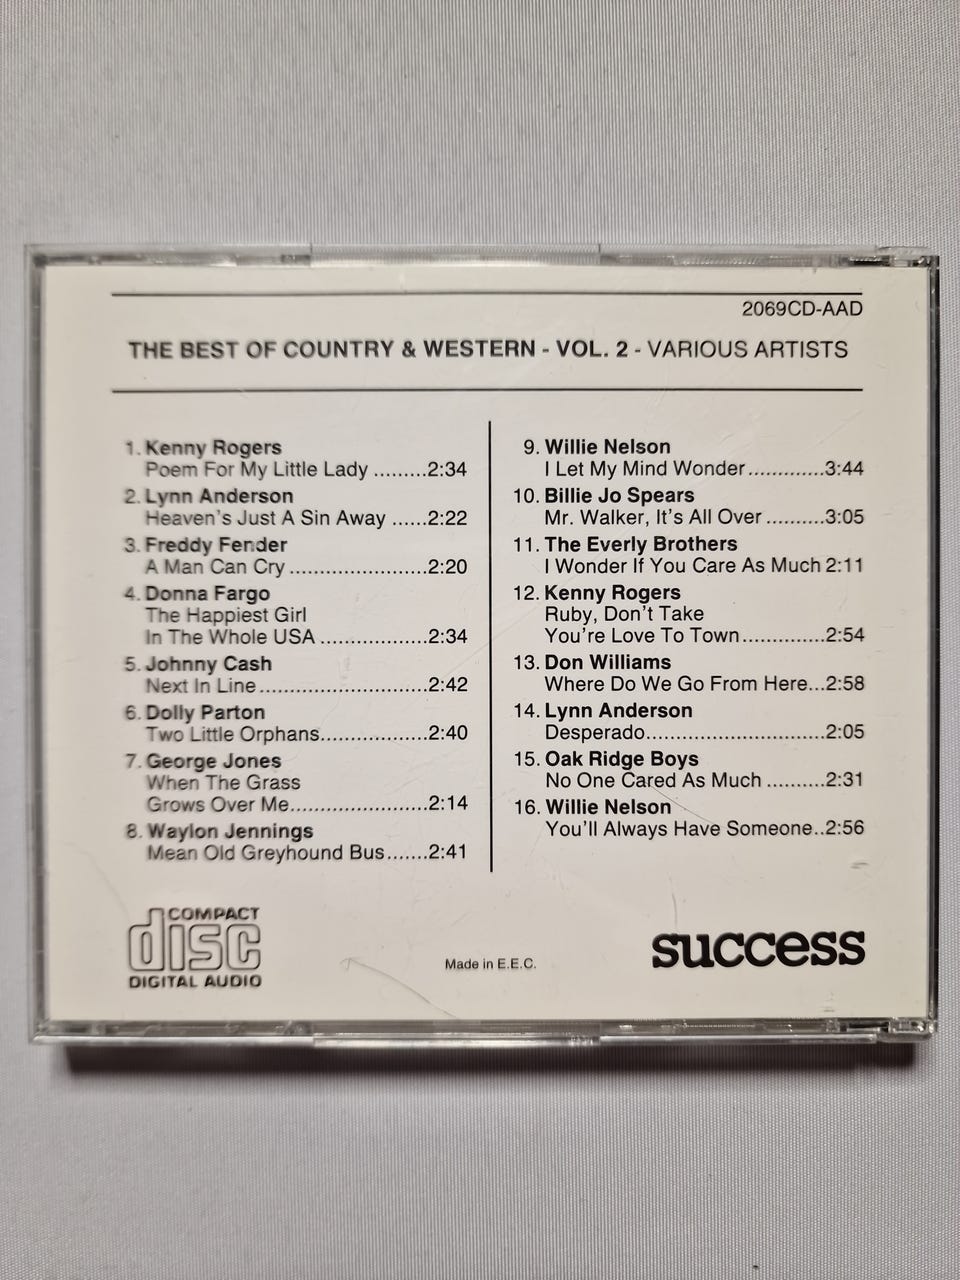 2069CD-AAD
THE BEST OF COUNTRY & WESTERN - VOL. 2 - VARIOUS ARTISTS
1. Kenny Rogers
Poem For My Little Lady .........2:34
2. Lynn Anderson
Heaven's Just A Sin Away ......2:22
3. Freddy Fender
A Man Can Cry ........................2:20
4. Donna Fargo
The Happiest Girl
In The Whole USA ..................2:34
5. Johnny Cash
Next In Line.............................2:42
6. Dolly Parton
Two Little Orphans..................2:40
7. George Jones
When The Grass
Grows Over Me.......................2:14
8. Waylon Jennings
Mean Old Greyhound Bus.......2:41
9. Willie Nelson
I Let My Mind Wonder.............3:44
10. Billie Jo Spears
Mr. Walker, It's All Over ..........3:05
11. The Everly Brothers
I Wonder If You Care As Much 2:11
12. Kenny Rogers
Ruby, Don't Take
You're Love To Town..............2:54
13. Don Williams
Where Do We Go From Here...2:58
14. Lynn Anderson
Desperado...............................2:05
15. Oak Ridge Boys
No One Cared As Much ..........2:31
16. Willie Nelson
You'll Always Have Someone..2:56
COMPACT
disc
DIGITAL AUDIO
Made in E.E.C.
success